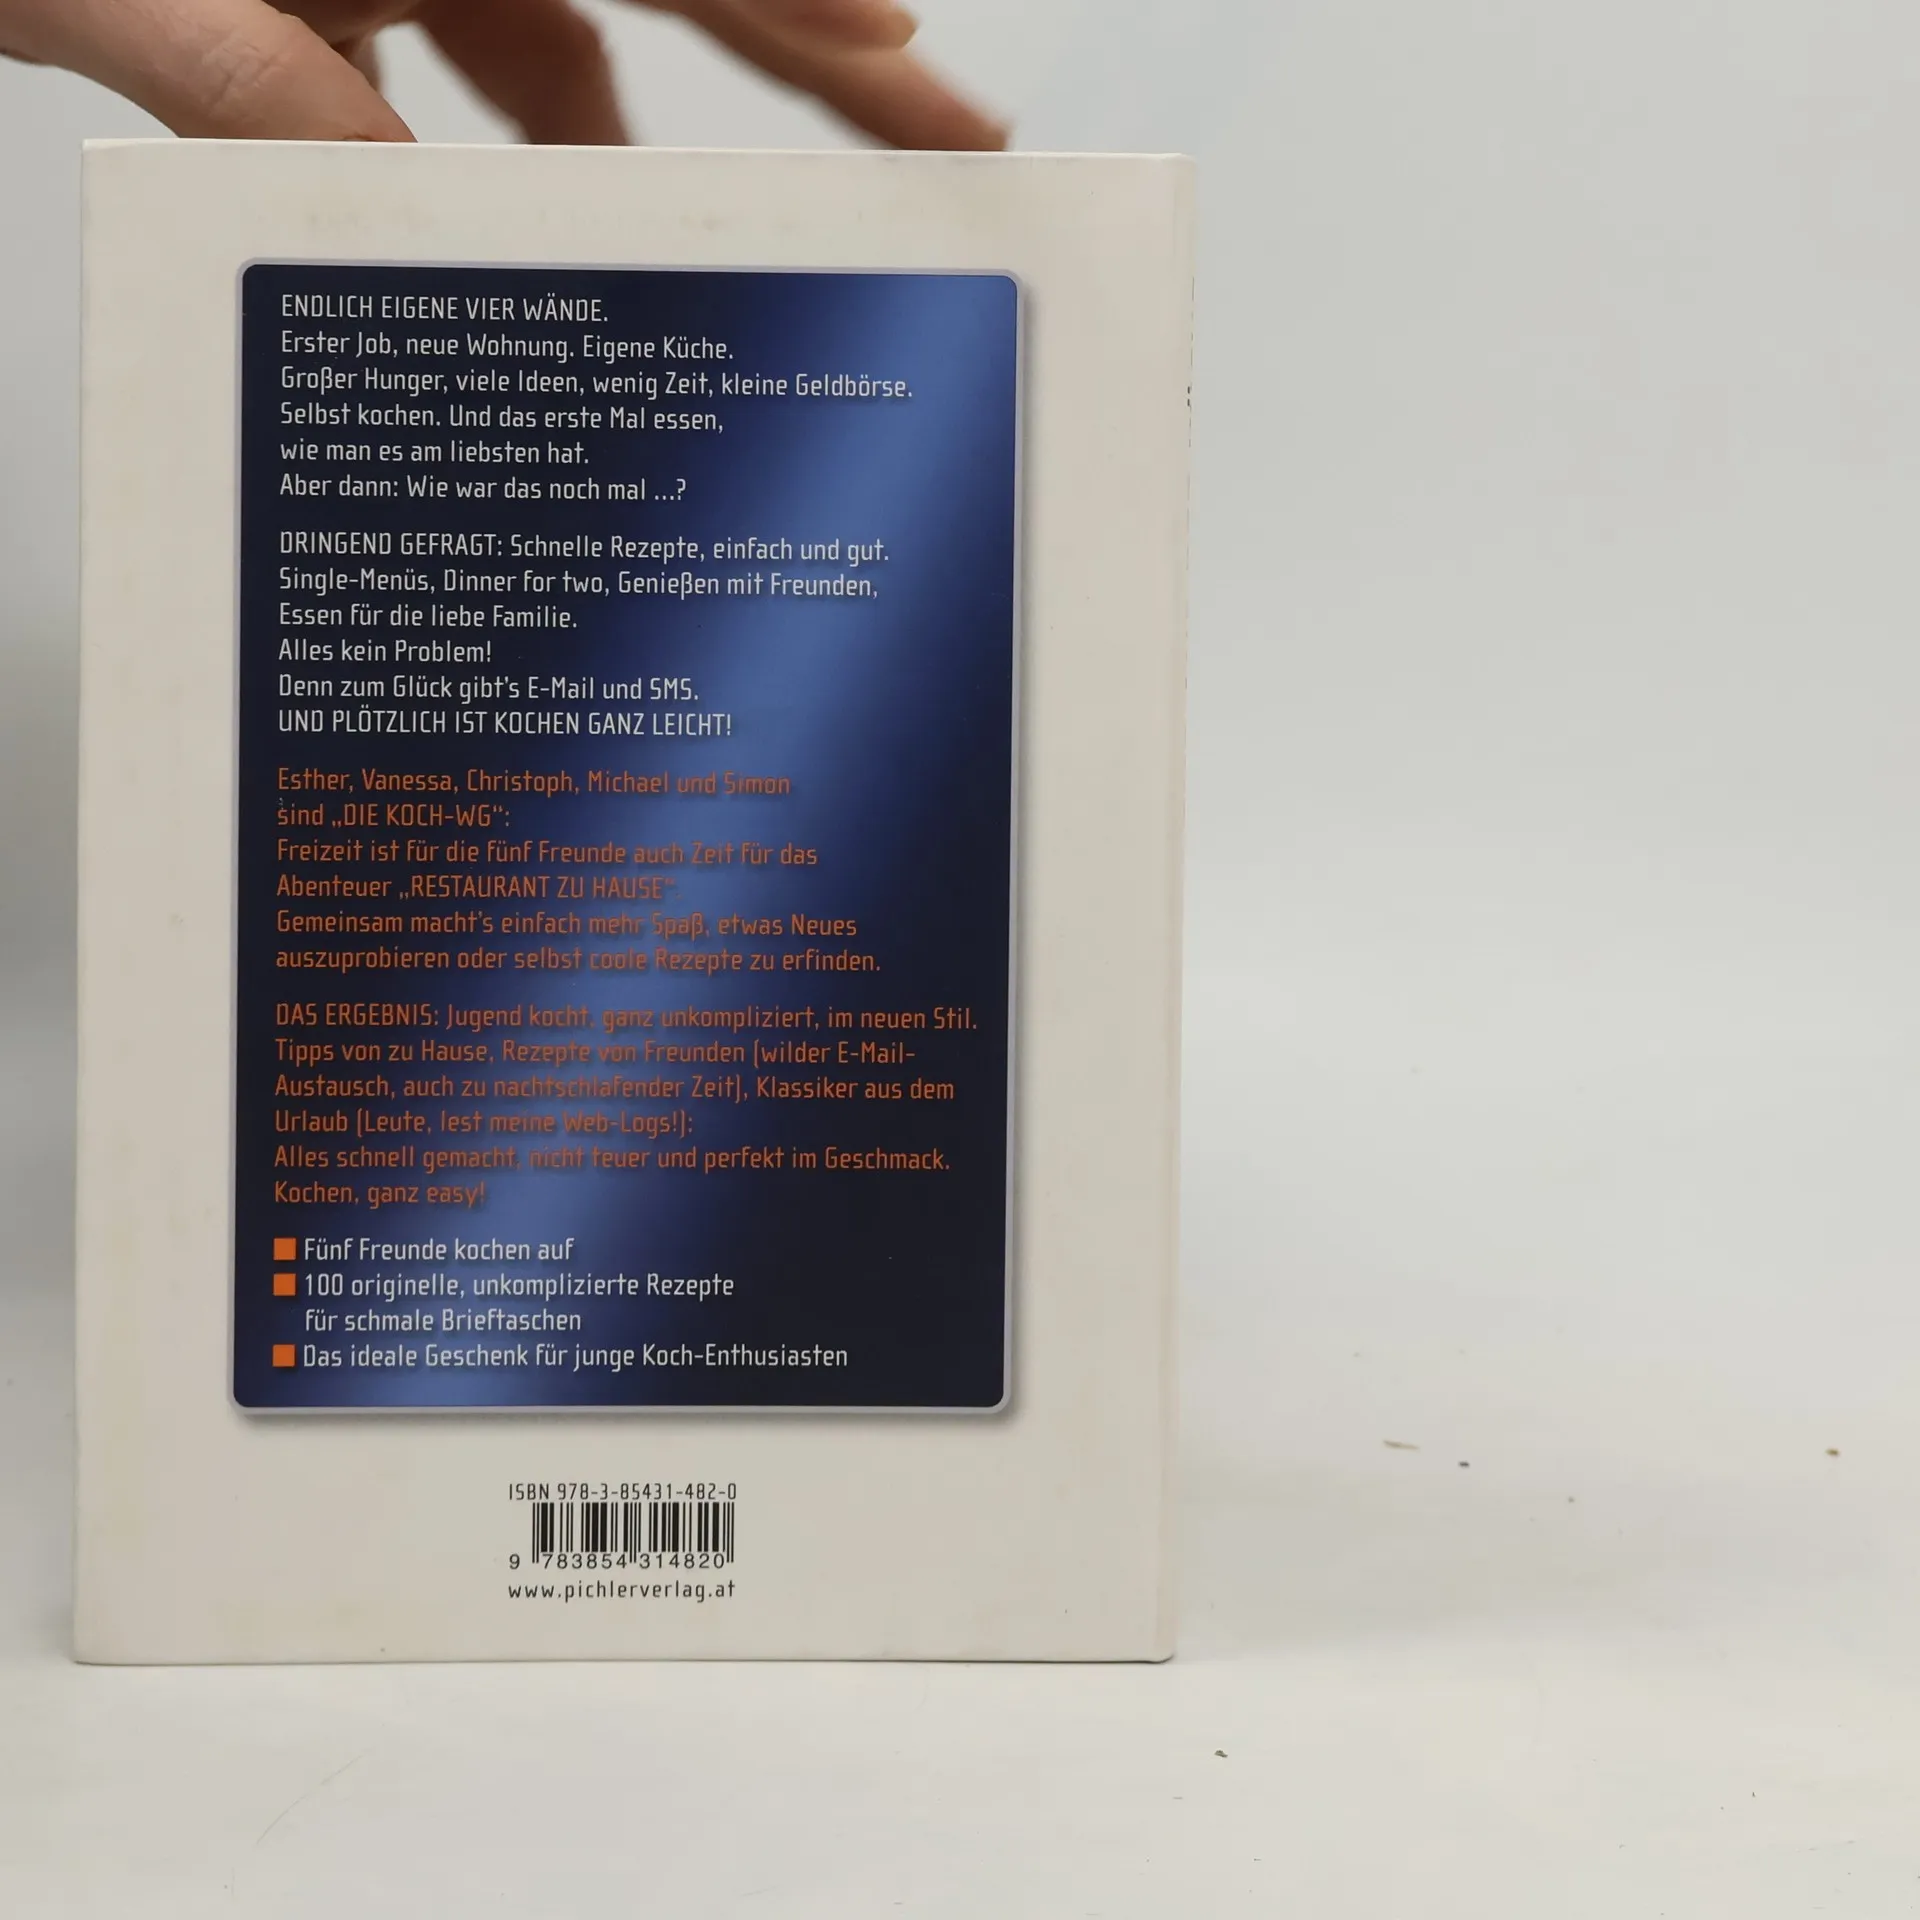 ENDLICH EIGENE VIER WÄNDE.
Erster Job, neue Wohnung. Eigene Küche.
Großer Hunger, viele Ideen, wenig Zeit, kleine Geldbörse.
Selbst kochen. Und das erste Mal essen,
wie man es am liebsten hat.
Aber dann: Wie war das noch mal ...?
DRINGEND GEFRAGT: Schnelle Rezepte, einfach und gut.
Single-Menüs, Dinner for two, Genießen mit Freunden,
Essen für die liebe Familie.
Alles kein Problem!
Denn zum Glück gibt's E-Mail und SMS.
UND PLÖTZLICH IST KOCHEN GANZ LEICHT!
Esther, Vanessa, Christoph, Michael und Simon
sind „DIE KOCH-WG“:
Freizeit ist für die fünf Freunde auch Zeit für das
Abenteuer „RESTAURANT ZU HAUSE“.
Gemeinsam macht's einfach mehr Spaß, etwas Neues
auszuprobieren oder selbst coole Rezepte zu erfinden.
DAS ERGEBNIS: Jugend kocht, ganz unkompliziert, im neuen Stil.
Tipps von zu Hause, Rezepte von Freunden (wilder E-Mail-
Austausch, auch zu nachtschlafender Zeit), Klassiker aus dem
Urlaub (Leute, lest meine Web-Logs!):
Alles schnell gemacht, nicht teuer und perfekt im Geschmack.
Kochen, ganz easy!
Fünf Freunde kochen auf
100 originelle, unkomplizierte Rezepte
für schmale Brieftaschen
Das ideale Geschenk für junge Koch-Enthusiasten
ISBN 978-3-85431-482-0
9 783854 314820
www.pichlerverlag.at